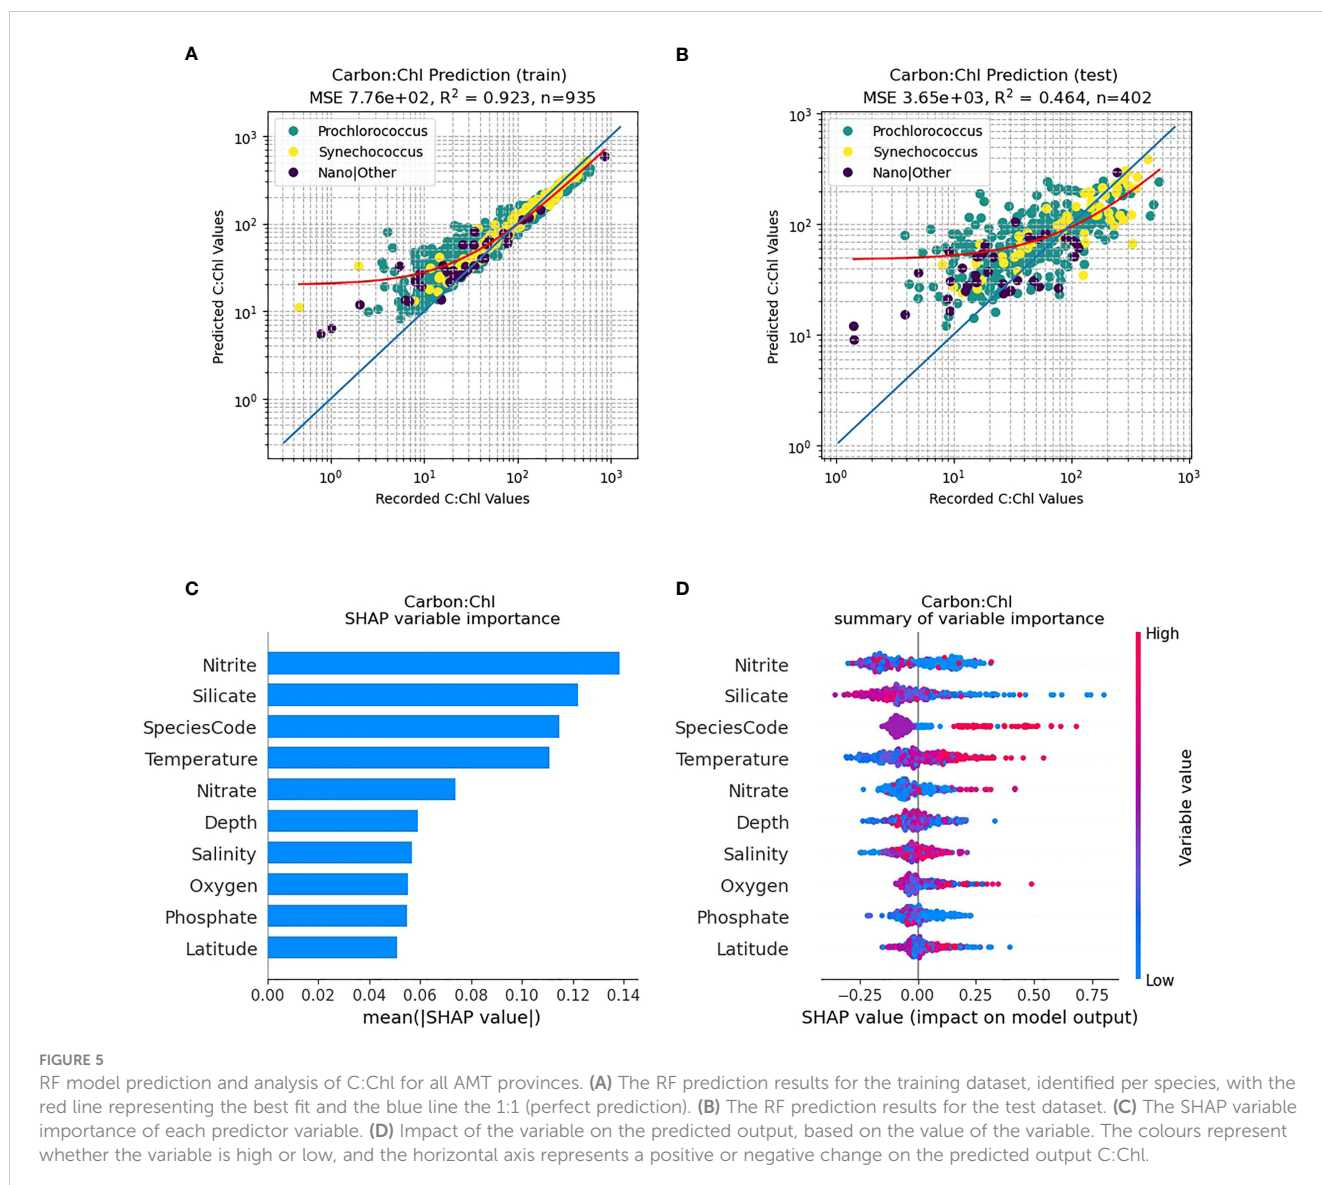 A
Carbon:Chl Prediction (train)
MSE 7.76e+02, R² = 0.923, n=935
Prochlorococcus
Synechococcus
Nano|Other
10³
10²
10¹
10⁰
Predicted C:Chl Values
10⁰ 10¹ 10² 10³
Recorded C:Chl Values
B
Carbon:Chl Prediction (test)
MSE 3.65e+03, R² = 0.464, n=402
Prochlorococcus
Synechococcus
Nano|Other
10³
10²
10¹
10⁰
Predicted C:Chl Values
10⁰ 10¹ 10² 10³
Recorded C:Chl Values
C
Carbon:Chl
SHAP variable importance
Nitrite
Silicate
SpeciesCode
Temperature
Nitrate
Depth
Salinity
Oxygen
Phosphate
Latitude
0.00 0.02 0.04 0.06 0.08 0.10 0.12 0.14
mean(|SHAP value|)
D
Carbon:Chl
summary of variable importance
Nitrite
Silicate
SpeciesCode
Temperature
Nitrate
Depth
Salinity
Oxygen
Phosphate
Latitude
−0.25 0.00 0.25 0.50 0.75
SHAP value (impact on model output)
High
Variable value
Low
FIGURE 5
RF model prediction and analysis of C:Chl for all AMT provinces. (A) The RF prediction results for the training dataset, identified per species, with the
red line representing the best fit and the blue line the 1:1 (perfect prediction). (B) The RF prediction results for the test dataset. (C) The SHAP variable
importance of each predictor variable. (D) Impact of the variable on the predicted output, based on the value of the variable. The colours represent
whether the variable is high or low, and the horizontal axis represents a positive or negative change on the predicted output C:Chl.